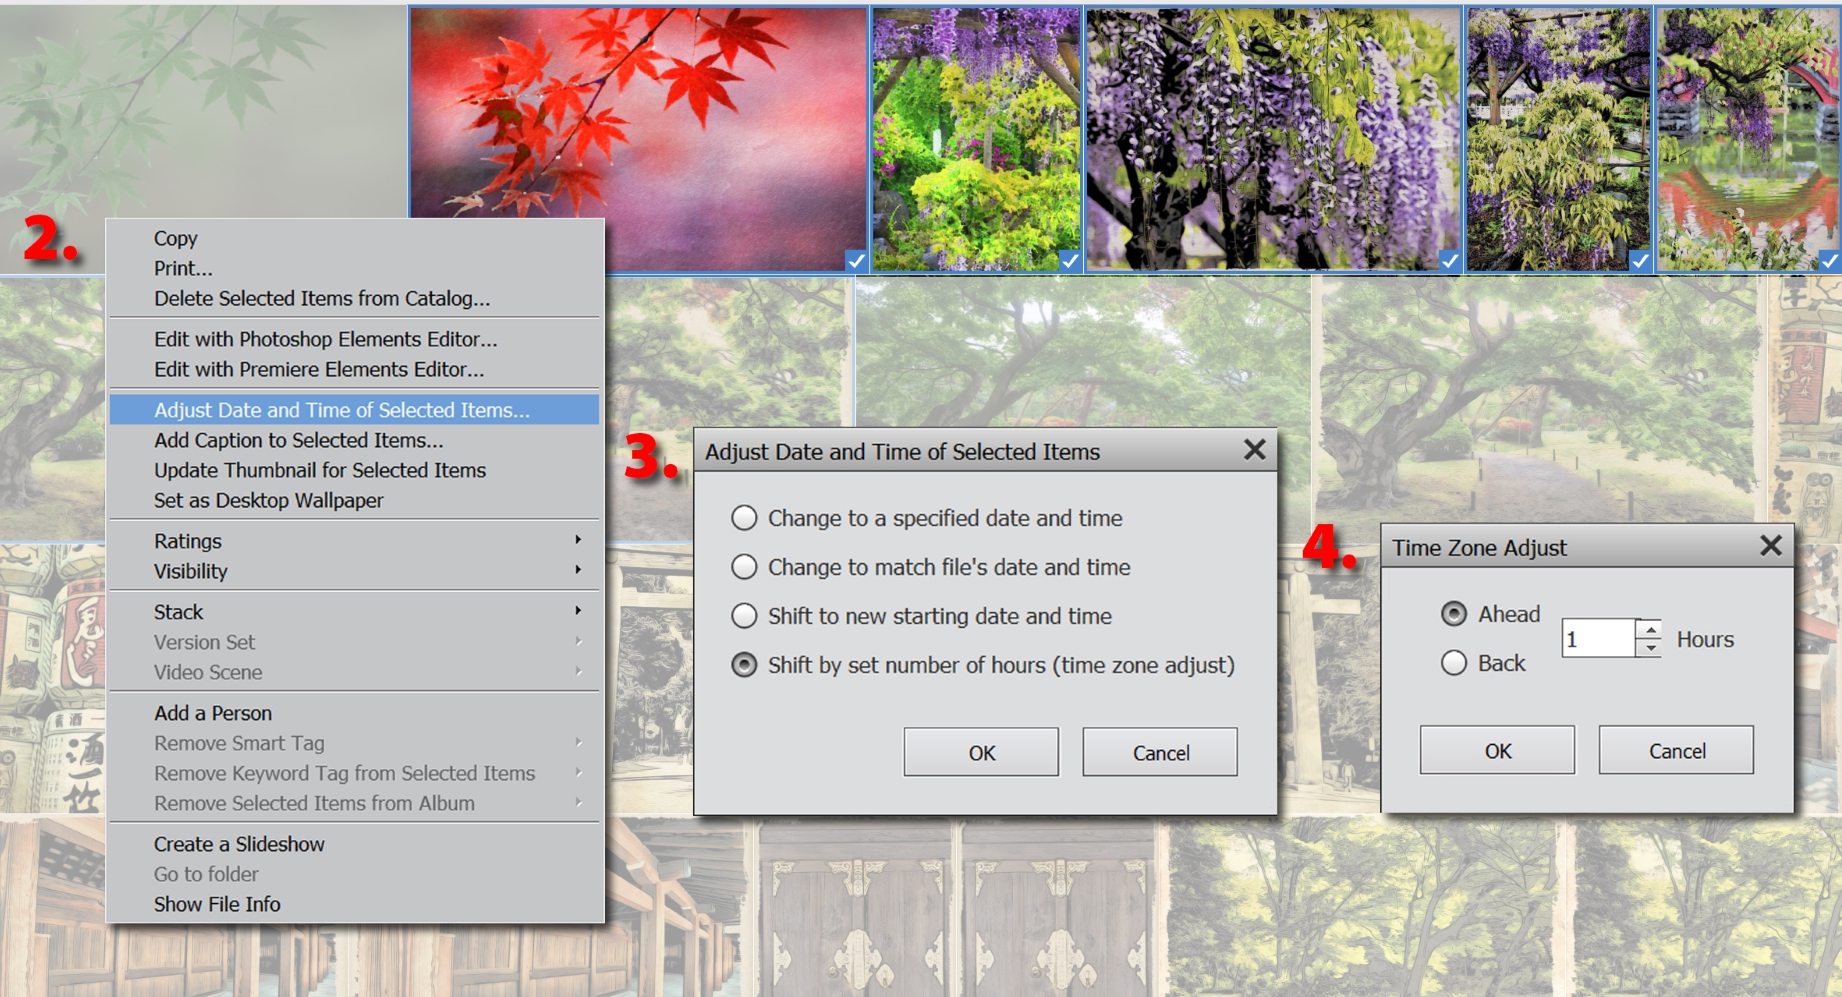 2.
Copy
Print...
Delete Selected Items from Catalog...
Edit with Photoshop Elements Editor...
Edit with Premiere Elements Editor...
Adjust Date and Time of Selected Items...
Add Caption to Selected Items...
Update Thumbnail for Selected Items
Set as Desktop Wallpaper
Ratings
Visibility
Stack
Version Set
Video Scene
Add a Person
Remove Smart Tag
Remove Keyword Tag from Selected Items
Remove Selected Items from Album
Create a Slideshow
Go to folder
Show File Info
3.
Adjust Date and Time of Selected Items
Change to a specified date and time
Change to match file's date and time
Shift to new starting date and time
Shift by set number of hours (time zone adjust)
OK Cancel
4.
Time Zone Adjust
Ahead
1 Hours
Back
OK Cancel